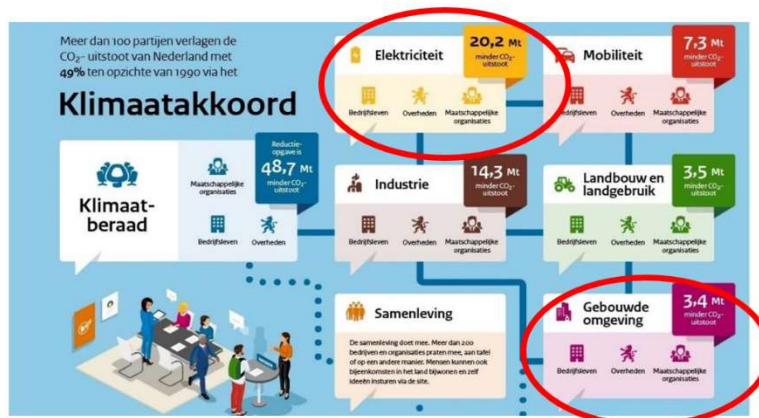 Meer dan 100 partijen verlagen de
CO₂- uitstoot van Nederland met
49% ten opzichte van 1990 via het
Klimaatakkoord
Klimaat-
beraad
Maatschappelijke
organisaties
Bedrijfsleven
Overheden
Reductie-
opgave is
48,7 Mt
minder CO₂-
uitstoot
Elektriciteit
20,2 Mt
minder CO₂-
uitstoot
Bedrijfsleven
Overheden
Maatschappelijke
organisaties
Mobiliteit
7,3 Mt
minder CO₂-
uitstoot
Bedrijfsleven
Overheden
Maatschappelijke
organisaties
Industrie
14,3 Mt
minder CO₂-
uitstoot
Bedrijfsleven
Overheden
Maatschappelijke
organisaties
Landbouw en
landgebruik
3,5 Mt
minder CO₂-
uitstoot
Bedrijfsleven
Overheden
Maatschappelijke
organisaties
Samenleving
De samenleving doet mee. Meer dan 200
bedrijven en organisaties praten mee, aan tafel
of op een andere manier. Mensen kunnen ook
bijeenkomsten in het land bijwonen en zelf
ideeën insturen via de site.
Gebouwde
omgeving
3,4 Mt
minder CO₂-
uitstoot
Bedrijfsleven
Overheden
Maatschappelijke
organisaties